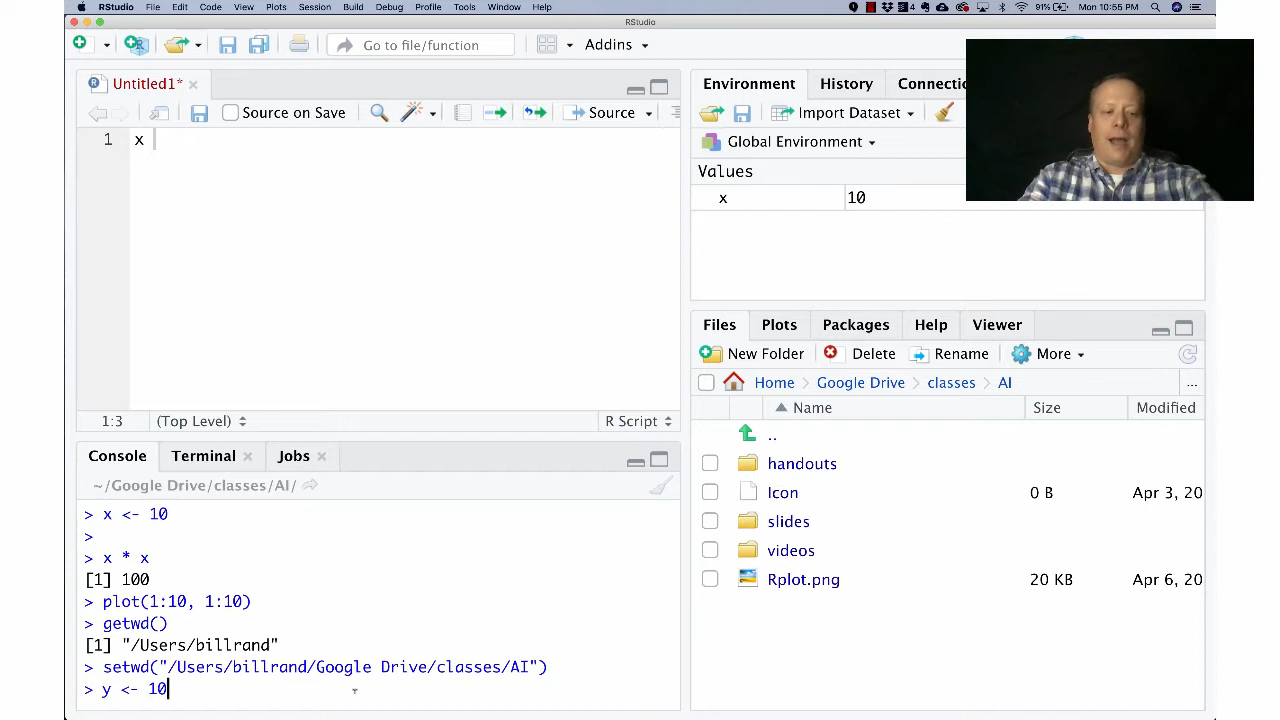 RStudio File Edit Code View Plots Session Build Debug Profile Tools Window Help 4 91% Mon 10:55 PM
RStudio
Go to file/function Addins
Untitled1*
Source on Save Source
1 x
1:3 (Top Level) R Script
Console Terminal Jobs
~/Google Drive/classes/AI/
> x <- 10
>
> x * x
[1] 100
> plot(1:10, 1:10)
> getwd()
[1] "/Users/billrand"
> setwd("/Users/billrand/Google Drive/classes/AI")
> y <- 10
Environment History Connectio
Import Dataset
Global Environment
Values
x 10
Files Plots Packages Help Viewer
New Folder Delete Rename More
Home Google Drive classes AI ...
Name Size Modified
..
handouts
Icon 0 B Apr 3, 20
slides
videos
Rplot.png 20 KB Apr 6, 20